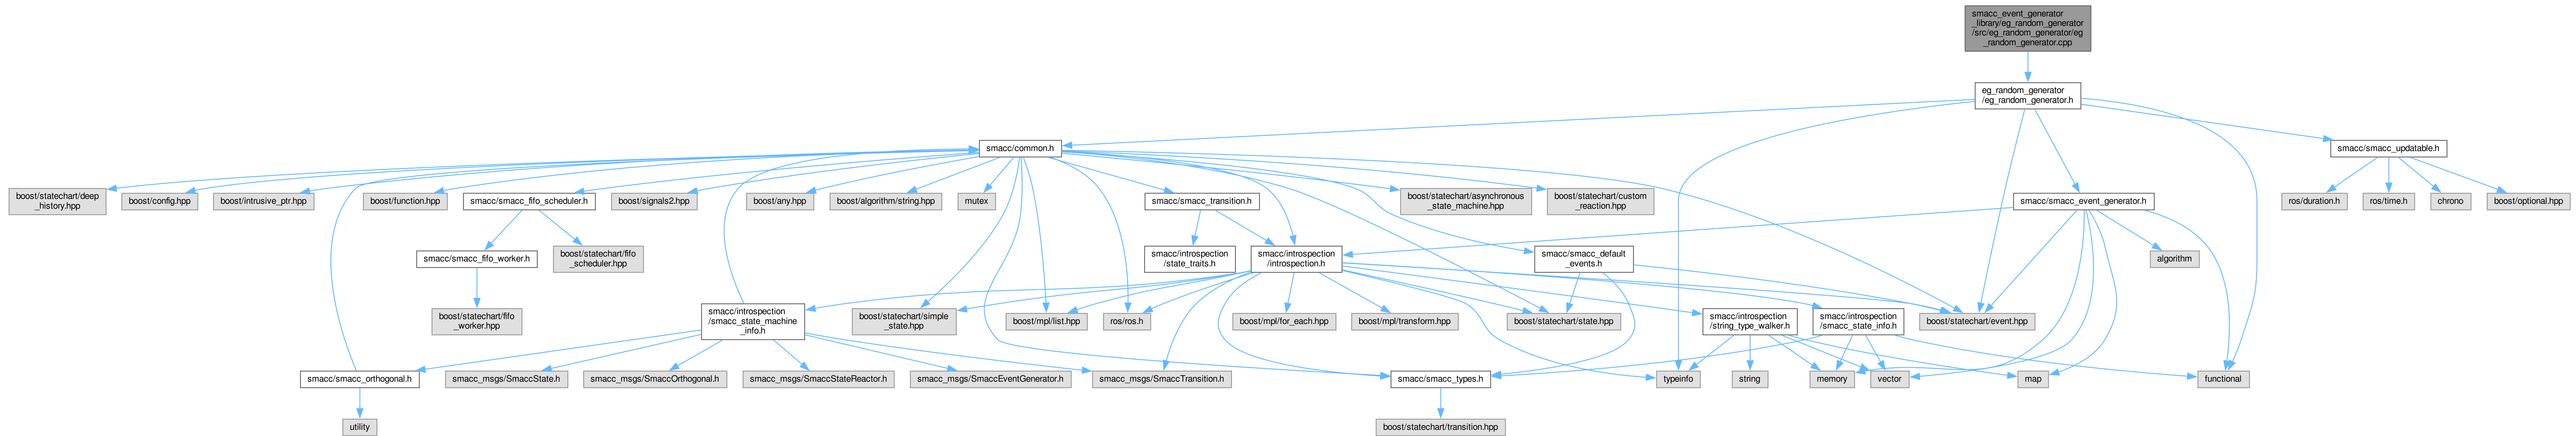 smacc_event_generator
_library/eg_random_generator
/src/eg_random_generator/eg
_random_generator.cpp
eg_random_generator
/eg_random_generator.h
smacc/common.h
smacc/smacc_updatable.h
boost/statechart/deep
_history.hpp
boost/config.hpp
boost/intrusive_ptr.hpp
boost/function.hpp
smacc/smacc_fifo_scheduler.h
boost/signals2.hpp
boost/any.hpp
boost/algorithm/string.hpp
mutex
smacc/smacc_transition.h
boost/statechart/asynchronous
_state_machine.hpp
boost/statechart/custom
_reaction.hpp
smacc/smacc_event_generator.h
ros/duration.h
ros/time.h
chrono
boost/optional.hpp
smacc/smacc_fifo_worker.h
boost/statechart/fifo
_scheduler.hpp
smacc/introspection
/state_traits.h
smacc/introspection
/introspection.h
smacc/smacc_default
_events.h
algorithm
boost/statechart/fifo
_worker.hpp
smacc/introspection
/smacc_state_machine
_info.h
boost/statechart/simple
_state.hpp
boost/mpl/list.hpp
ros/ros.h
boost/mpl/for_each.hpp
boost/mpl/transform.hpp
boost/statechart/state.hpp
smacc/introspection
/string_type_walker.h
smacc/introspection
/smacc_state_info.h
boost/statechart/event.hpp
smacc/smacc_orthogonal.h
smacc_msgs/SmaccState.h
smacc_msgs/SmaccOrthogonal.h
smacc_msgs/SmaccStateReactor.h
smacc_msgs/SmaccEventGenerator.h
smacc_msgs/SmaccTransition.h
smacc/smacc_types.h
typeinfo
string
memory
vector
map
functional
utility
boost/statechart/transition.hpp